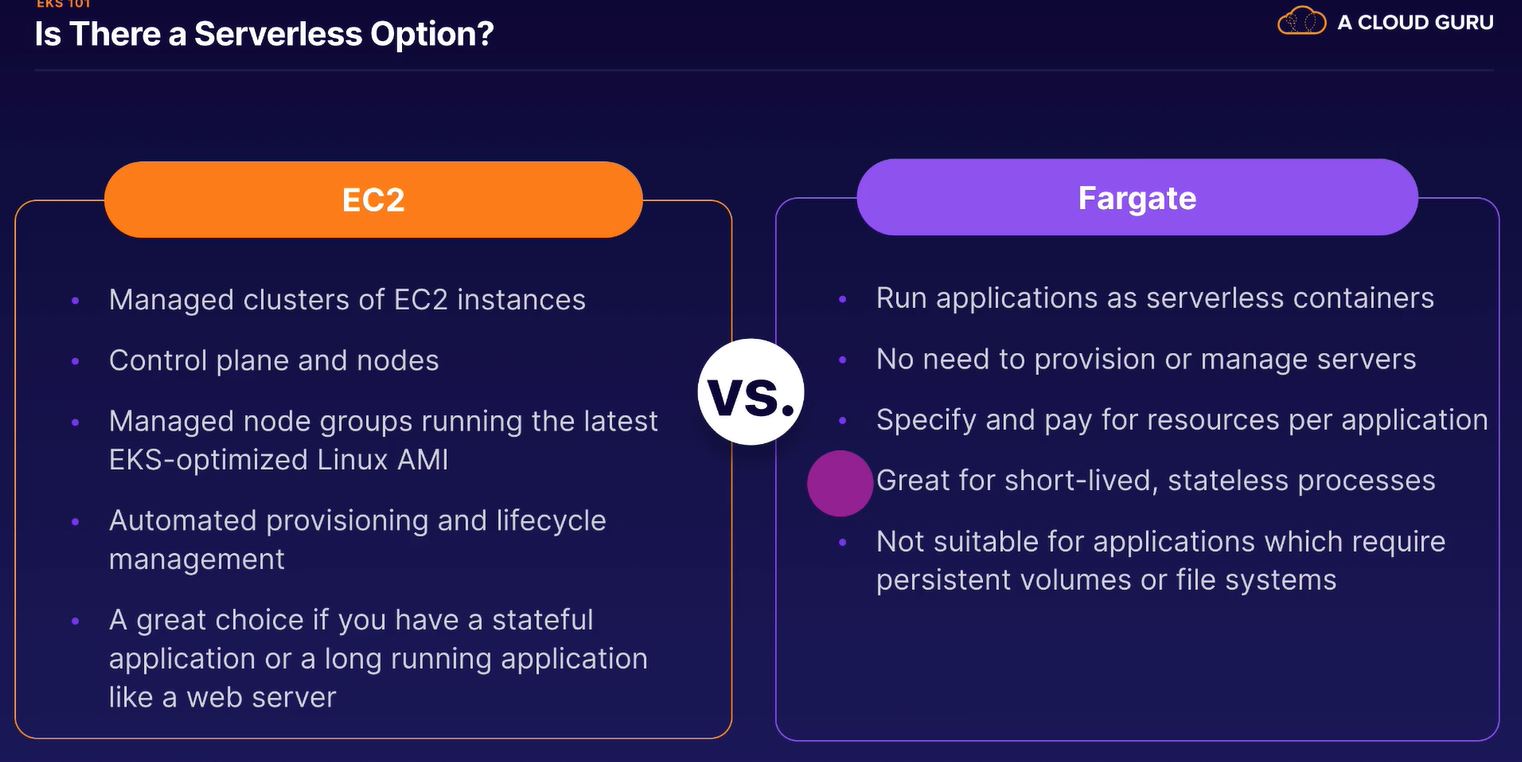 EKS 101
Is There a Serverless Option?
A CLOUD GURU
EC2
Managed clusters of EC2 instances
Control plane and nodes
Managed node groups running the latest
EKS-optimized Linux AMI
Automated provisioning and lifecycle
management
A great choice if you have a stateful
application or a long running application
like a web server
vs.
Fargate
Run applications as serverless containers
No need to provision or manage servers
Specify and pay for resources per application
Great for short-lived, stateless processes
Not suitable for applications which require
persistent volumes or file systems